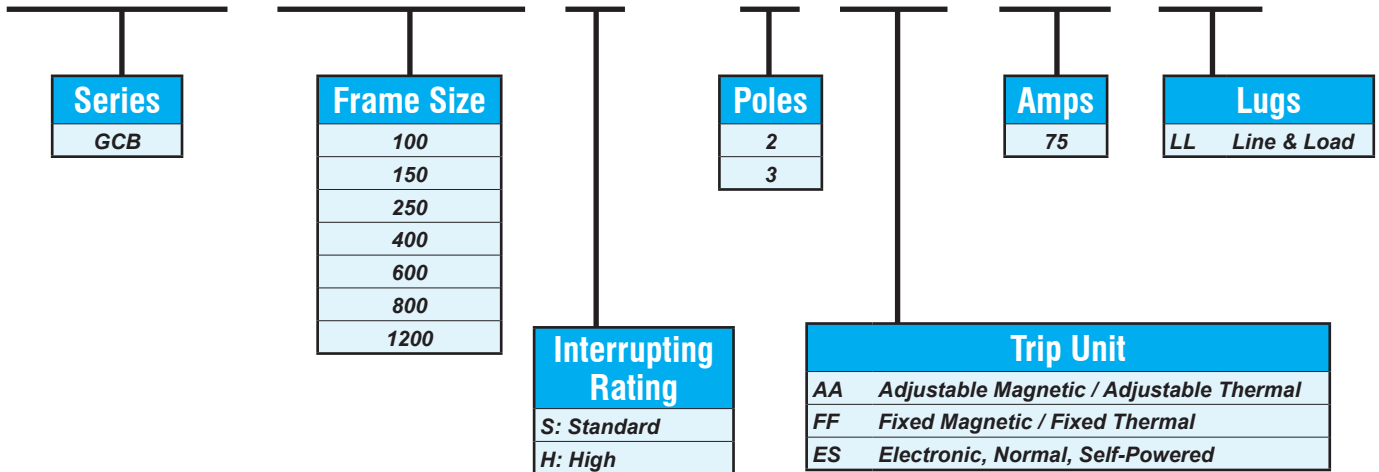 Series
GCB
Frame Size
100
150
250
400
600
800
1200
Interrupting
Rating
S: Standard
H: High
Poles
2
3
Trip Unit
AA Adjustable Magnetic / Adjustable Thermal
FF Fixed Magnetic / Fixed Thermal
ES Electronic, Normal, Self-Powered
Amps
75
Lugs
LL Line & Load